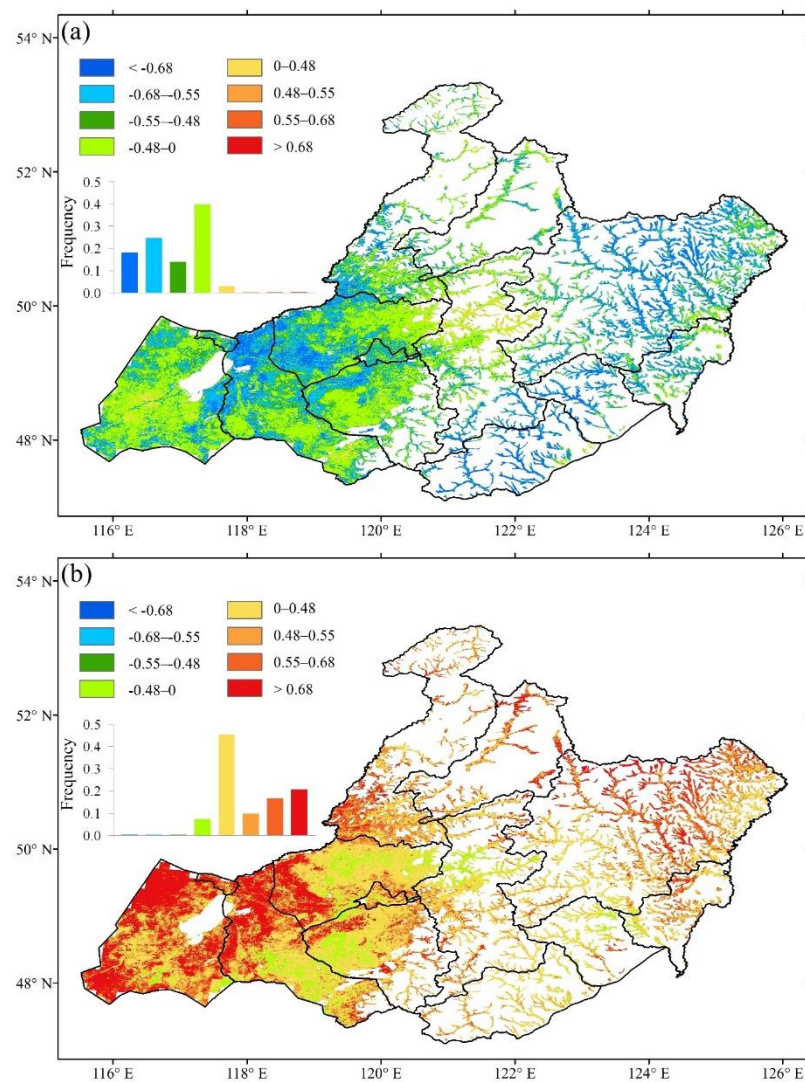 (a)
54° N
52° N
50° N
48° N
< -0.68
-0.68–-0.55
-0.55–-0.48
-0.48–0
0–0.48
0.48–0.55
0.55–0.68
> 0.68
Frequency
0.5
0.4
0.3
0.2
0.1
0.0
116° E
118° E
120° E
122° E
124° E
126° E
(b)
54° N
52° N
50° N
48° N
< -0.68
-0.68–-0.55
-0.55–-0.48
-0.48–0
0–0.48
0.48–0.55
0.55–0.68
> 0.68
Frequency
0.5
0.4
0.3
0.2
0.1
0.0
116° E
118° E
120° E
122° E
124° E
126° E